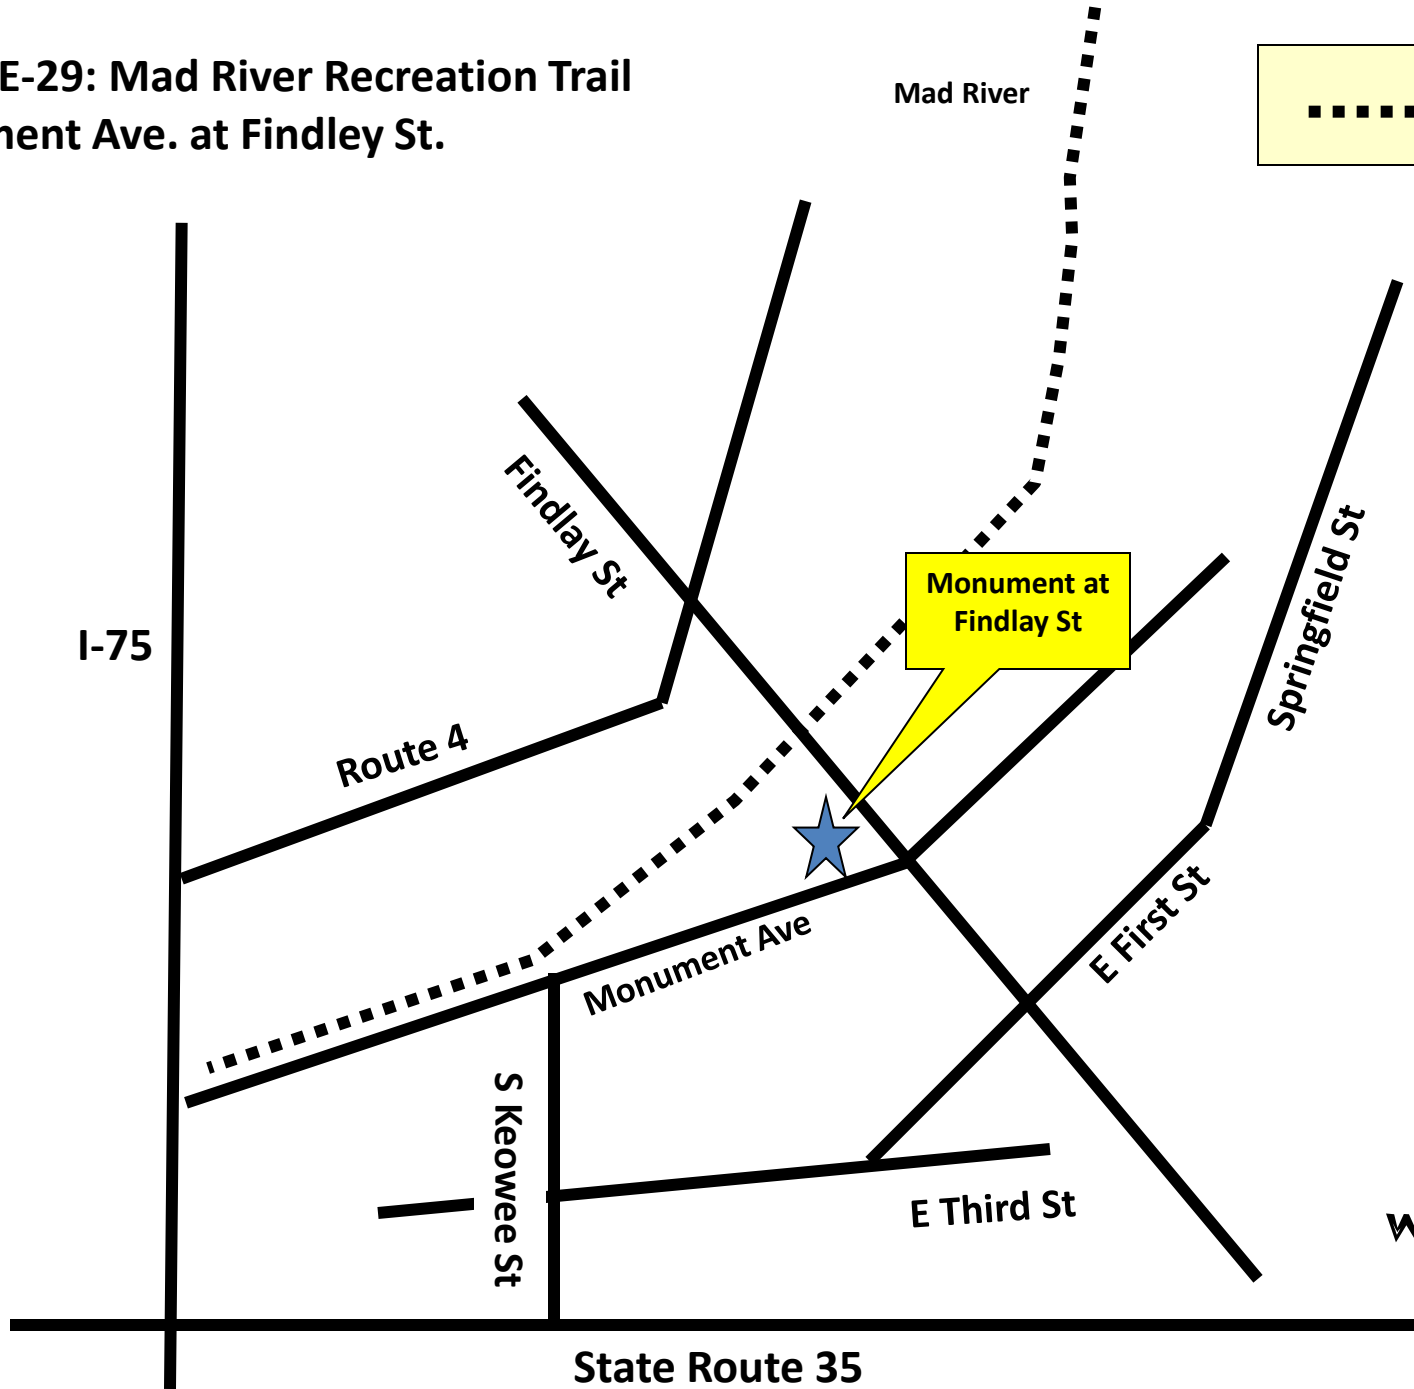 E-29: Mad River Recreation Trail
ment Ave. at Findley St.
Mad River
Findlay St
Monument at
Findlay St
I-75
Springfield St
Route 4
E First St
Monument Ave
S Keowee St
E Third St
W
State Route 35